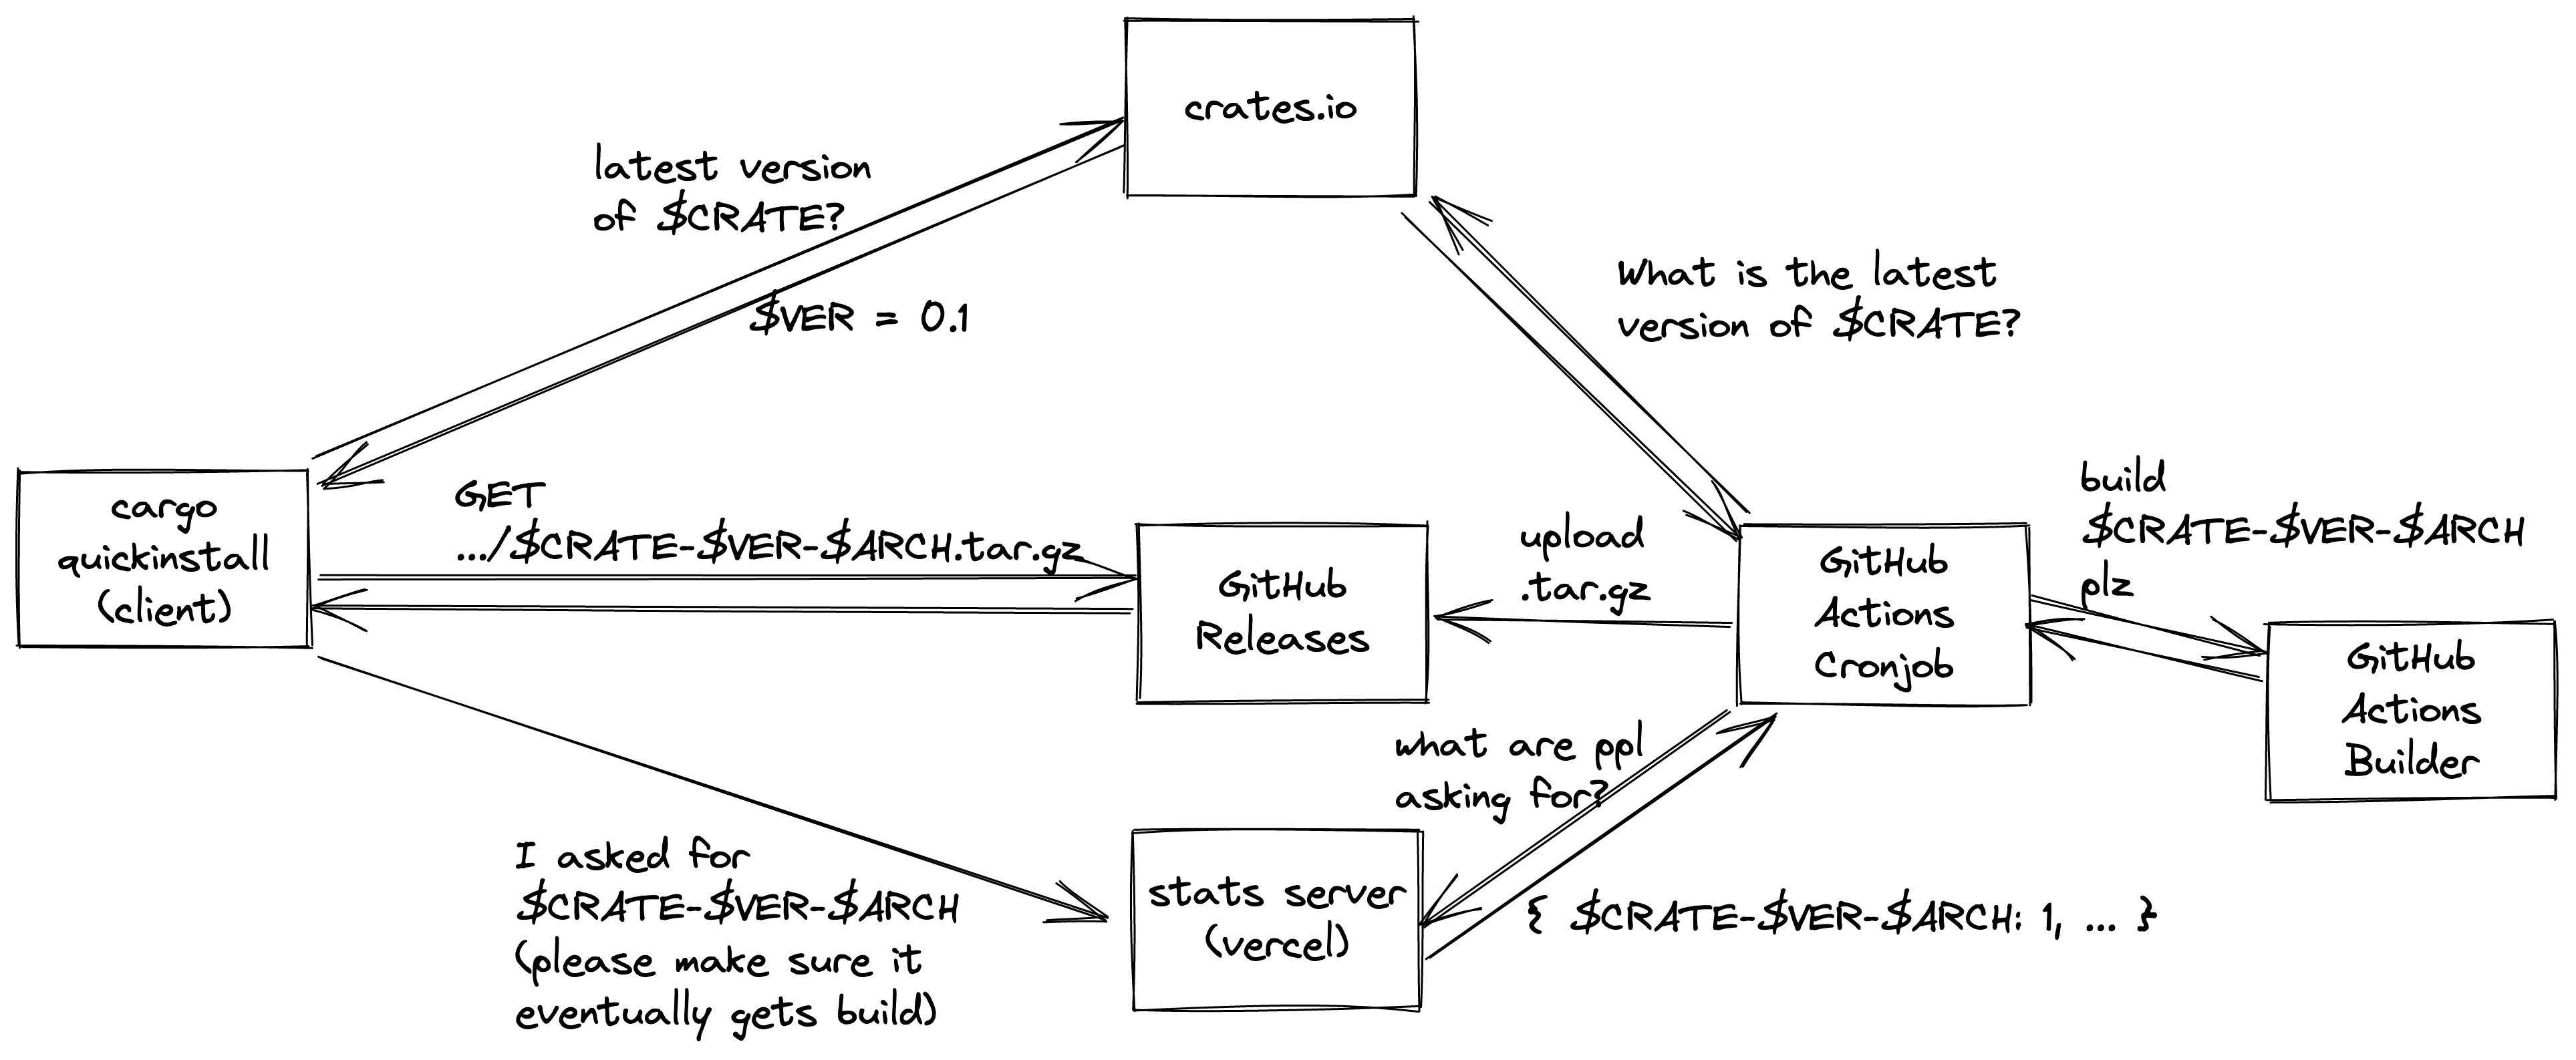 crates.io
latest version
of $CRATE?
$VER = 0.1
What is the latest
version of $CRATE?
cargo
quickinstall
(client)
GET
.../$CRATE-$VER-$ARCH.tar.gz
GitHub
Releases
upload
.tar.gz
GitHub
Actions
Cronjob
build
$CRATE-$VER-$ARCH
plz
GitHub
Actions
Builder
what are ppl
asking for?
I asked for
$CRATE-$VER-$ARCH
(please make sure it
eventually gets build)
stats server
(vercel)
{ $CRATE-$VER-$ARCH: 1, ... }